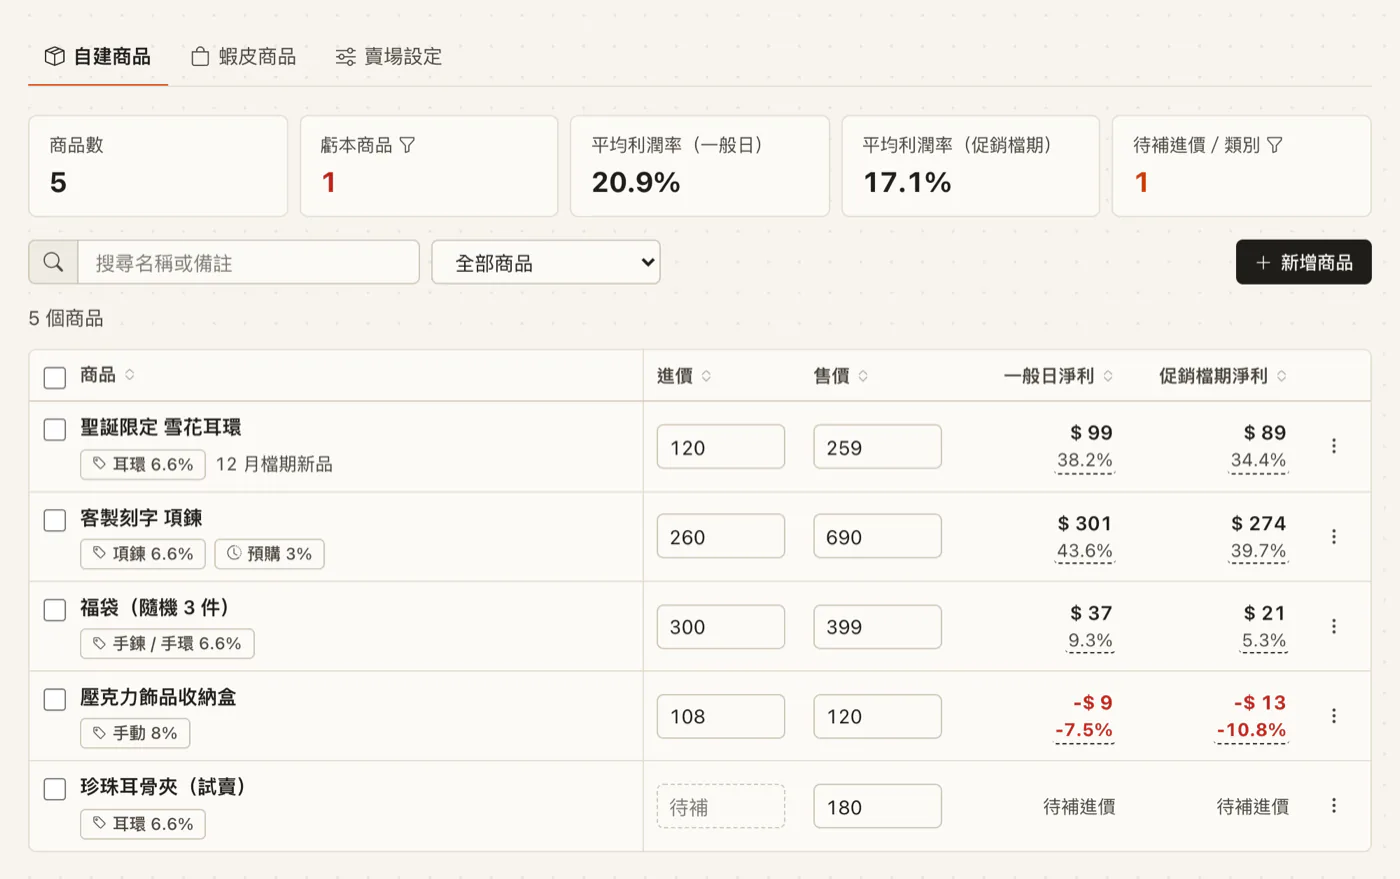 自建商品 蝦皮商品 賣場設定
商品數 虧本商品 平均利潤率（一般日） 平均利潤率（促銷檔期） 待補進價 / 類別
5 1 20.9% 17.1% 1
搜尋名稱或備註 全部商品 + 新增商品
5 個商品
商品 進價 售價 一般日淨利 促銷檔期淨利
聖誕限定 雪花耳環
耳環 6.6% 12 月檔期新品 120 259 $ 99 $ 89
38.2% 34.4%
客製刻字 項鍊
項鍊 6.6% 預購 3% 260 690 $ 301 $ 274
43.6% 39.7%
福袋（隨機 3 件）
手鍊 / 手環 6.6% 300 399 $ 37 $ 21
9.3% 5.3%
壓克力飾品收納盒
手動 8% 108 120 -$ 9 -$ 13
-7.5% -10.8%
珍珠耳骨夾（試賣）
耳環 6.6% 待補 180 待補進價 待補進價